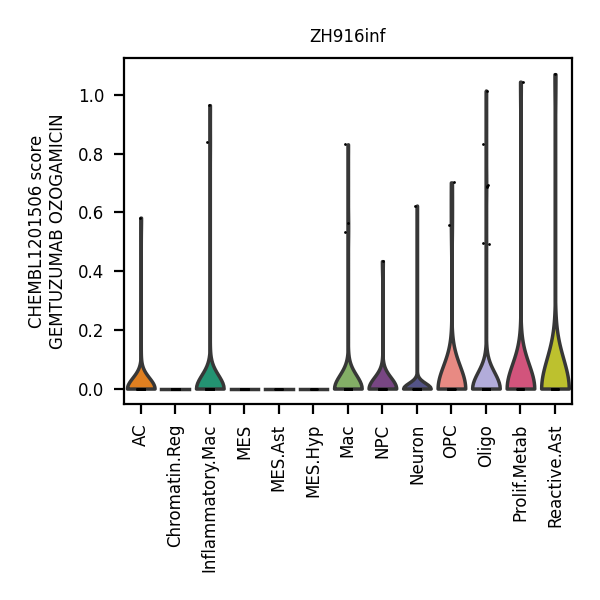 ZH916inf
CHEMBL1201506 score
GEMTUZUMAB OZOGAMICIN
1.0
0.8
0.6
0.4
0.2
0.0
AC
Chromatin.Reg
Inflammatory.Mac
MES
MES.Ast
MES.Hyp
Mac
NPC
Neuron
OPC
Oligo
Prolif.Metab
Reactive.Ast